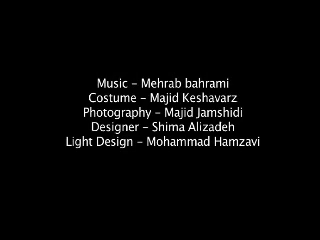 Music - Mehrab bahrami
Costume - Majid Keshavarz
Photography - Majid Jamshidi
Designer - Shima Alizadeh
Light Design - Mohammad Hamzavi